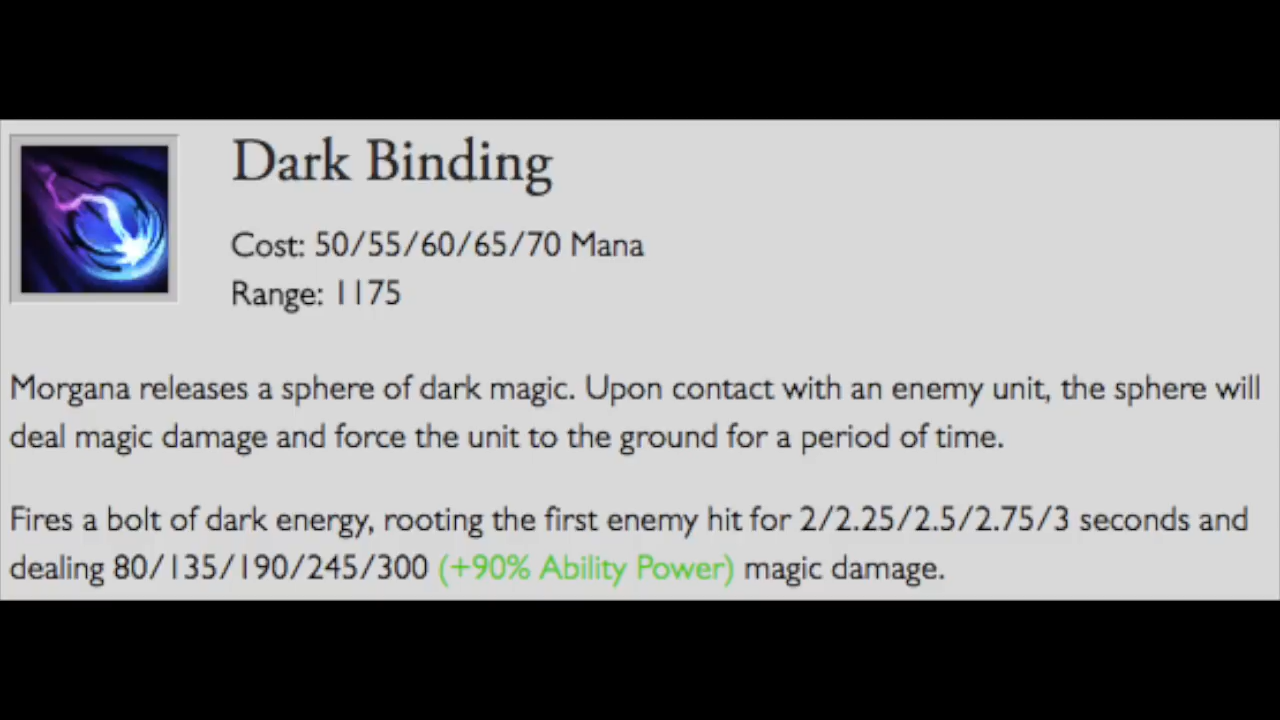 Dark Binding
Cost: 50/55/60/65/70 Mana
Range: 1175
Morgana releases a sphere of dark magic. Upon contact with an enemy unit, the sphere will
deal magic damage and force the unit to the ground for a period of time.
Fires a bolt of dark energy, rooting the first enemy hit for 2/2.25/2.5/2.75/3 seconds and
dealing 80/135/190/245/300 (+90% Ability Power) magic damage.